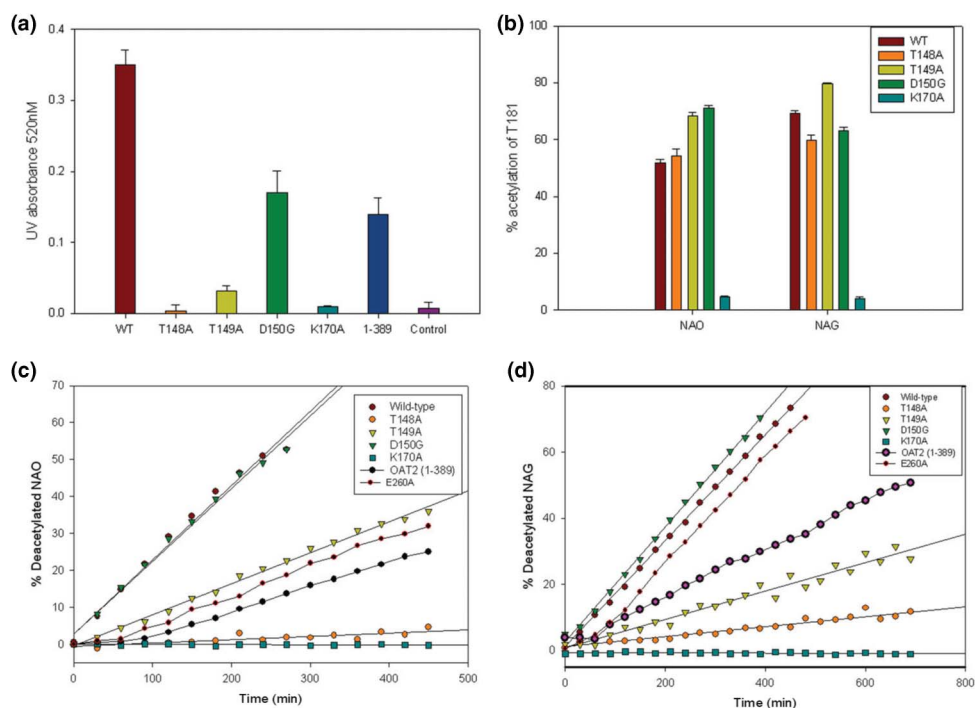 (a)
UV absorbance 520nM
0.4
0.3
0.2
0.1
0.0
WT T148A T149A D150G K170A 1-389 Control
(b)
% acetylation of T181
100
80
60
40
20
0
NAO NAG
WT
T148A
T149A
D150G
K170A
(c)
% Deacetylated NAO
70
60
50
40
30
20
10
0
0 100 200 300 400 500
Time (min)
Wild-type
T148A
T149A
D150G
K170A
OAT2 (1-389)
E260A
(d)
% Deacetylated NAG
80
60
40
20
0
0 200 400 600 800
Time (min)
Wild-type
T148A
T149A
D150G
K170A
OAT2 (1-389)
E260A